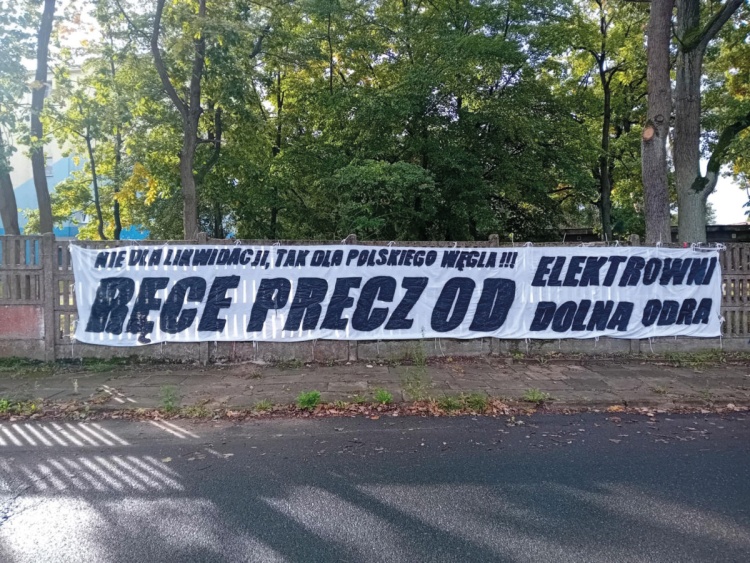 NIE DLA LIKWIDACJI, TAK DLA POLSKIEGO WĘGLA !!!
RĘCE PRECZ OD
ELEKTROWNI
DOLNA ODRA